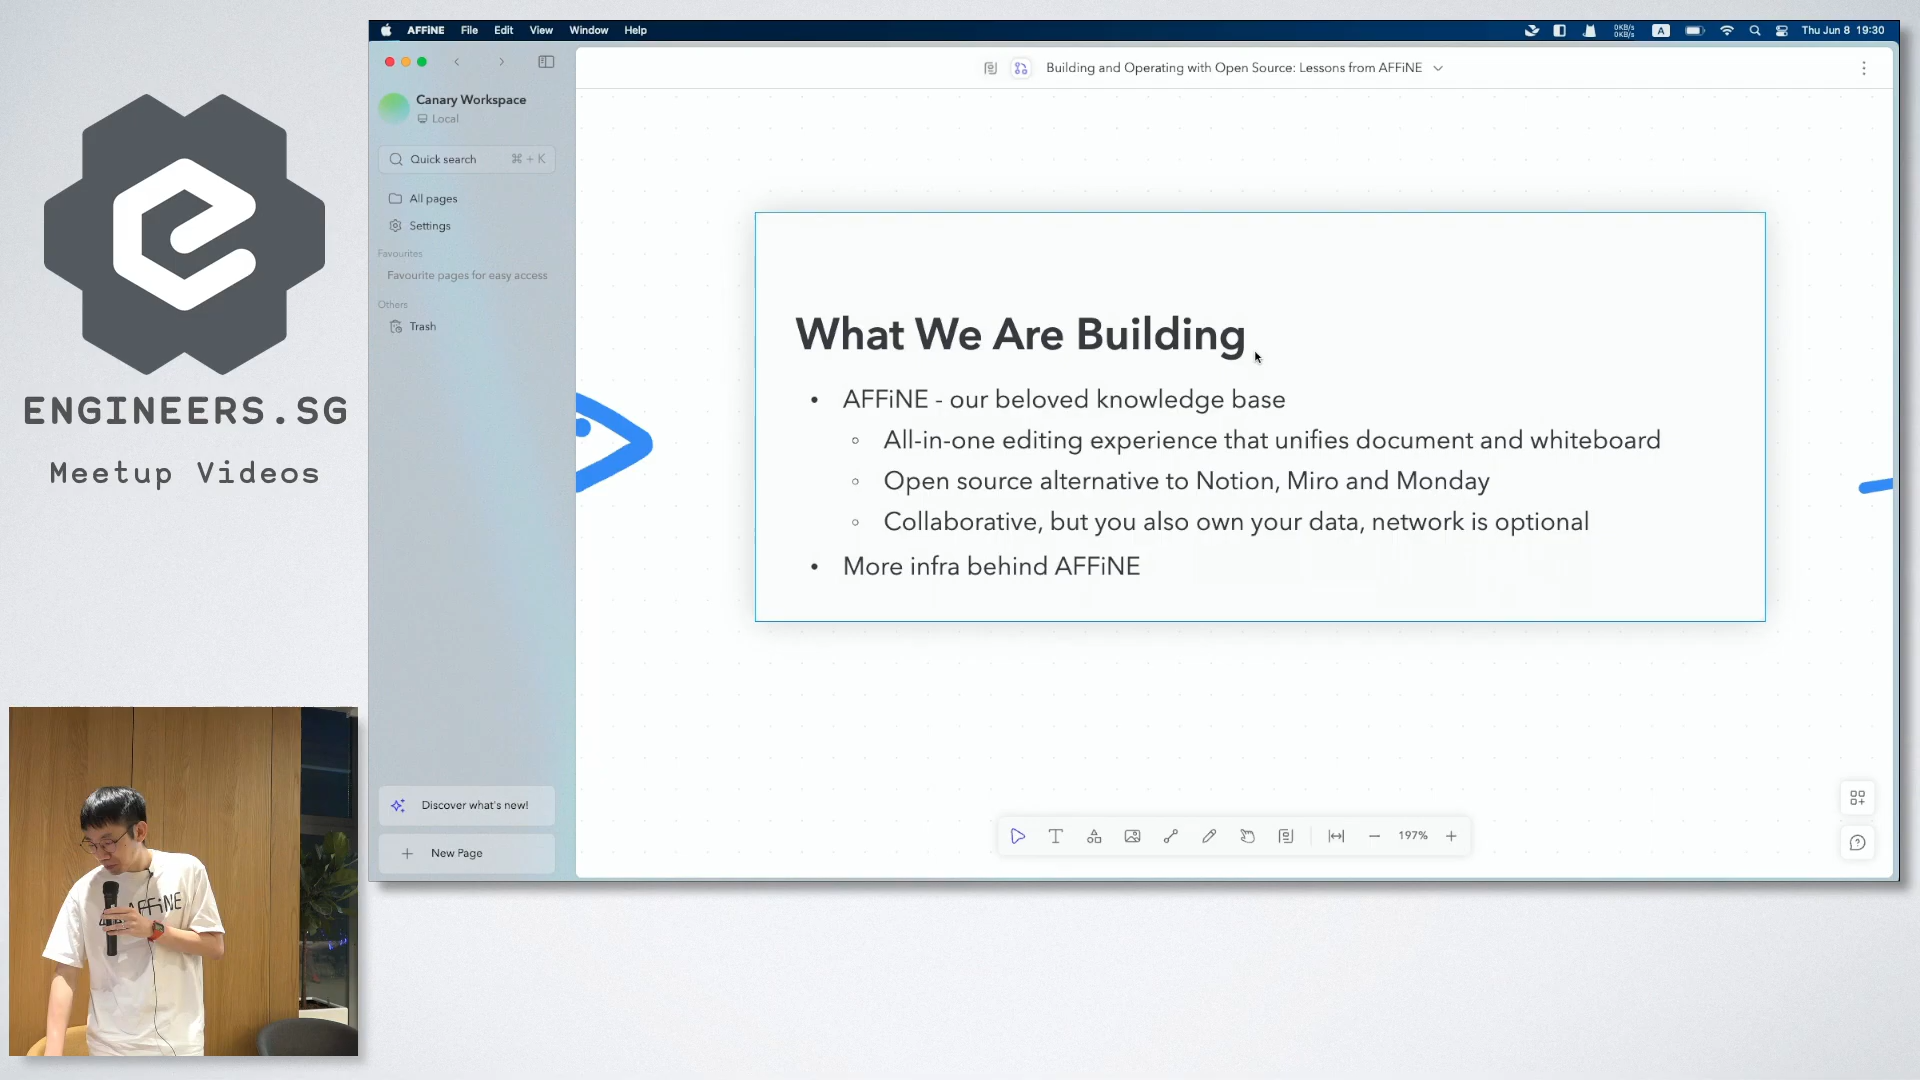 AFFiNE File Edit View Window Help
0KB/s
0KB/s
A
Thu Jun 8 19:30
Canary Workspace
Local
Quick search ⌘ + K
All pages
Settings
Favourites
Favourite pages for easy access
Others
Trash
Discover what's new!
New Page
Building and Operating with Open Source: Lessons from AFFiNE
What We Are Building
• AFFiNE - our beloved knowledge base
◦ All-in-one editing experience that unifies document and whiteboard
◦ Open source alternative to Notion, Miro and Monday
◦ Collaborative, but you also own your data, network is optional
• More infra behind AFFiNE
197%
ENGINEERS.SG
Meetup Videos
AFFiNE